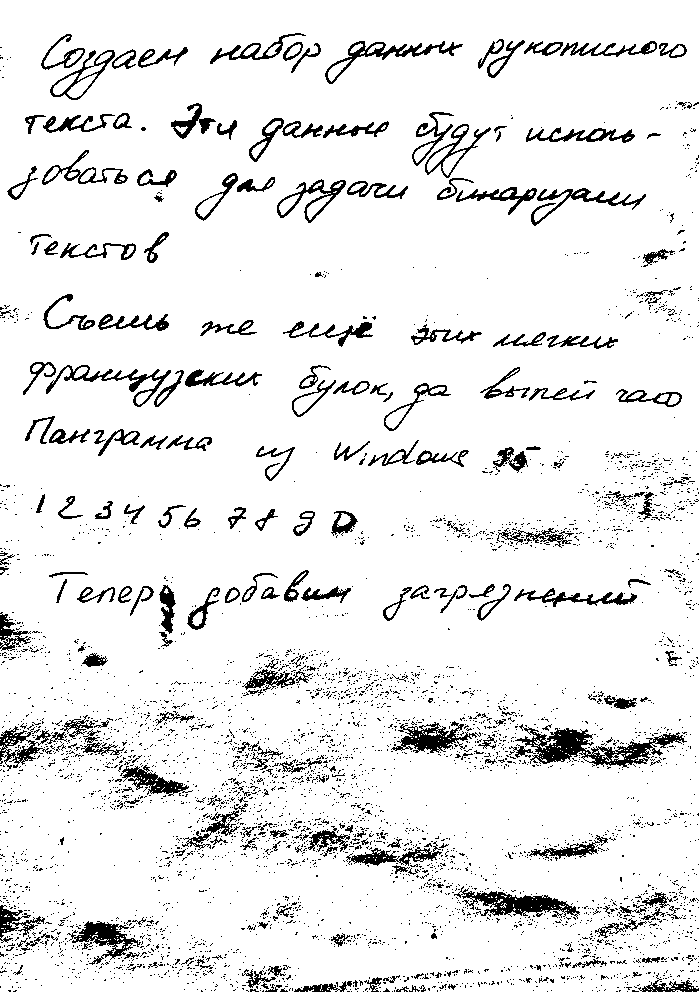 Создаем набор данных рукописного
текста. Эти данные будут исполь-
зоваться для задачи бинаризации
текстов
Съешь же ещё этих мягких
французских булок, да выпей чаю
Панграмма из Windows 95
1 2 3 4 5 6 7 8 9 0
Теперь добавим загрязнений